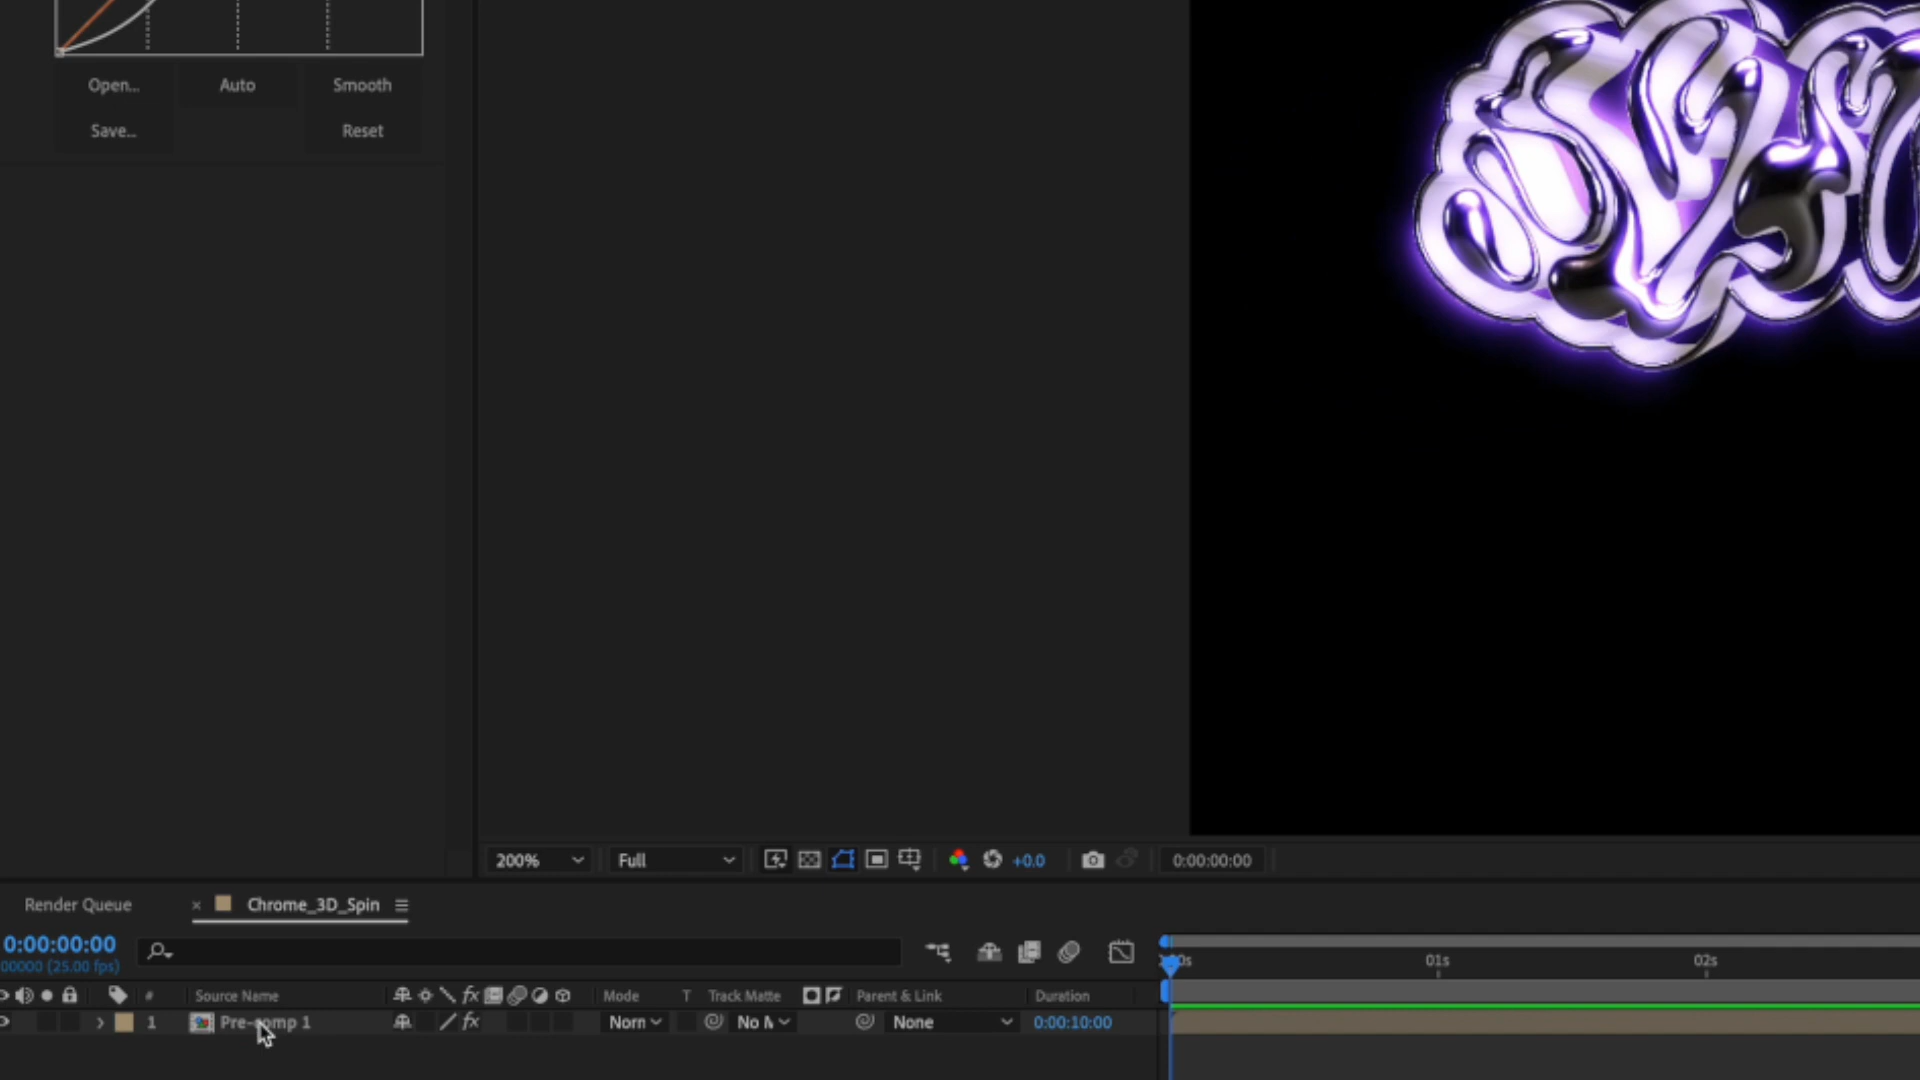 Open... Auto Smooth
Save... Reset
200% Full +0.0 0:00:00:00
Render Queue × Chrome_3D_Spin
0:00:00:00
00000 (25.00 fps)
01s 02s
# Source Name Mode T Track Matte Parent & Link Duration
1 Pre-comp 1 Norn No M None 0:00:10:00